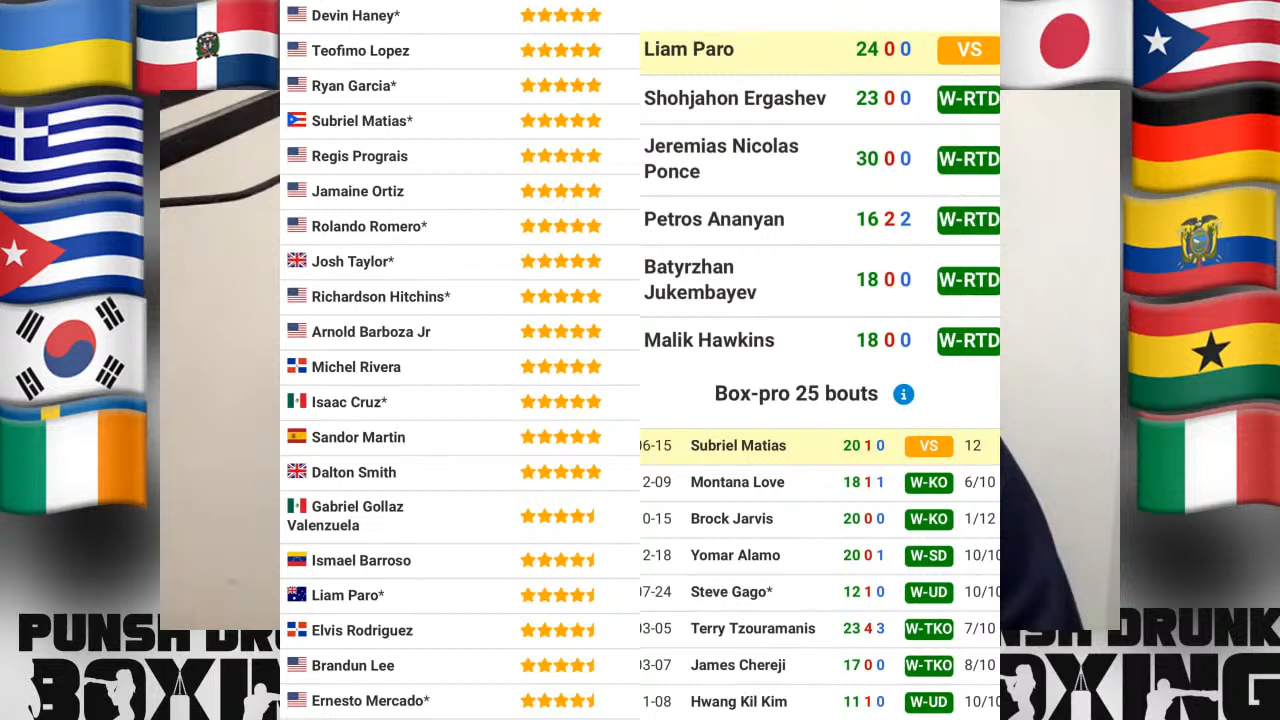 Devin Haney*
Teofimo Lopez
Ryan Garcia*
Subriel Matias*
Regis Prograis
Jamaine Ortiz
Rolando Romero*
Josh Taylor*
Richardson Hitchins*
Arnold Barboza Jr
Michel Rivera
Isaac Cruz*
Sandor Martin
Dalton Smith
Gabriel Gollaz
Valenzuela
Ismael Barroso
Liam Paro*
Elvis Rodriguez
Brandun Lee
Ernesto Mercado*
Liam Paro 24 0 0 VS
Shohjahon Ergashev 23 0 0 W-RTD
Jeremias Nicolas
Ponce 30 0 0 W-RTD
Petros Ananyan 16 2 2 W-RTD
Batyrzhan
Jukembayev 18 0 0 W-RTD
Malik Hawkins 18 0 0 W-RTD
Box-pro 25 bouts i
06-15 Subriel Matias 20 1 0 VS 12
2-09 Montana Love 18 1 1 W-KO 6/10
0-15 Brock Jarvis 20 0 0 W-KO 1/12
2-18 Yomar Alamo 20 0 1 W-SD 10/10
07-24 Steve Gago* 12 1 0 W-UD 10/10
03-05 Terry Tzouramanis 23 4 3 W-TKO 7/10
03-07 James Chereji 17 0 0 W-TKO 8/10
1-08 Hwang Kil Kim 11 1 0 W-UD 10/10
PUNSH DRU
BOXIN
NSH DRUNK
OXING